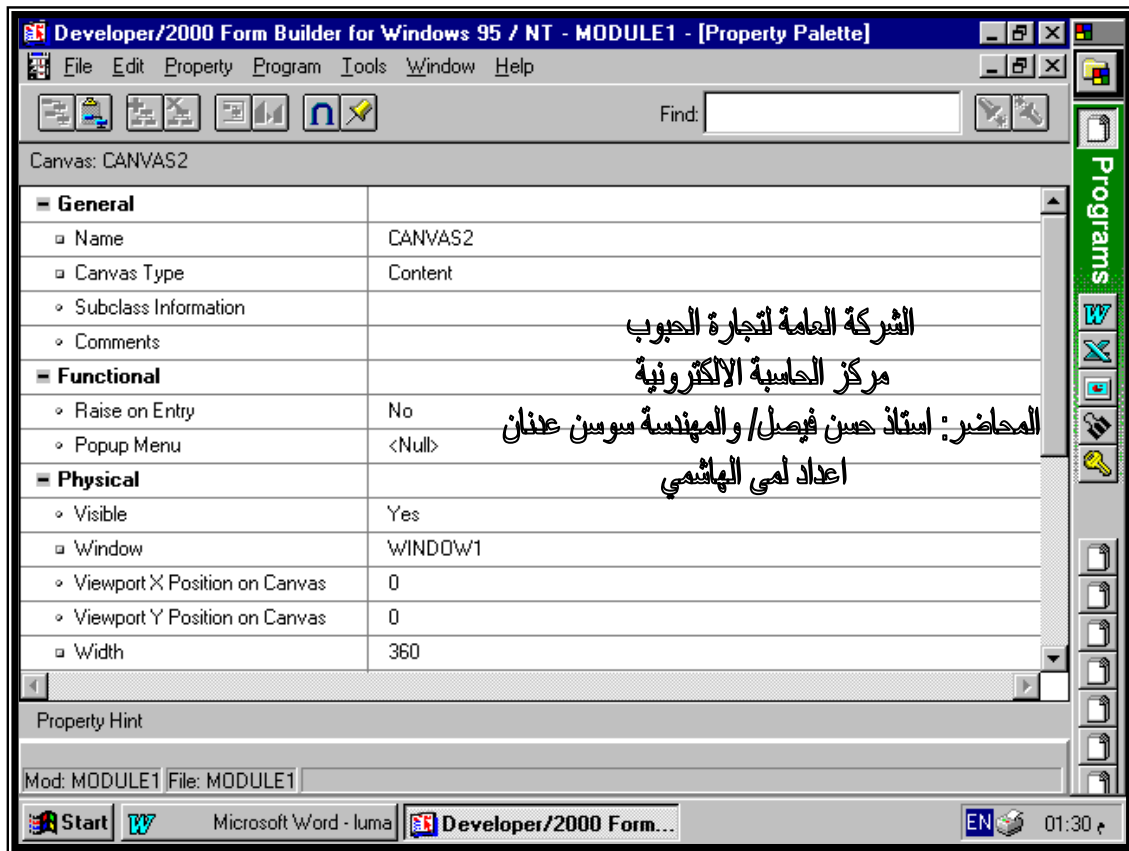 Developer/2000 Form Builder for Windows 95 / NT - MODULE1 - [Property Palette]
File Edit Property Program Tools Window Help
Find:
Canvas: CANVAS2
General
Name CANVAS2
Canvas Type Content
Subclass Information
Comments
Functional
Raise on Entry No
Popup Menu <Null>
Physical
Visible Yes
Window WINDOW1
Viewport X Position on Canvas 0
Viewport Y Position on Canvas 0
Width 360
الشركة العامة لتجارة الحبوب
مركز الحاسبة الالكترونية
المحاضر: استاذ حسن فيصل/ والمهندسة سوسن عدنان
اعداد لمى الهاشمي
Property Hint
Mod: MODULE1 File: MODULE1
Start Microsoft Word - luma Developer/2000 Form... EN 01:30 م
Programs